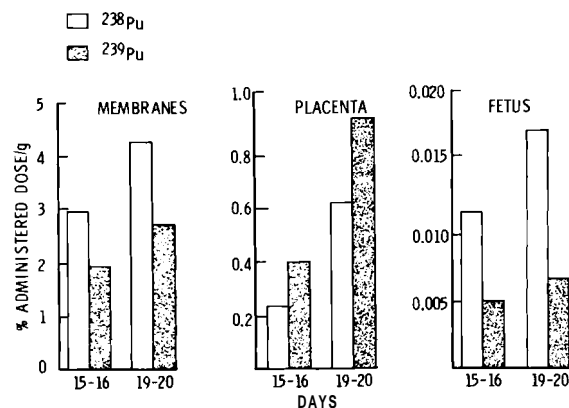 238Pu
239Pu
MEMBRANES
PLACENTA
FETUS
% ADMINISTERED DOSE/g
5
4
3
2
1
0
1.0
0.8
0.6
0.4
0.2
0.020
0.015
0.010
0.005
15-16 19-20
15-16 19-20
15-16 19-20
DAYS